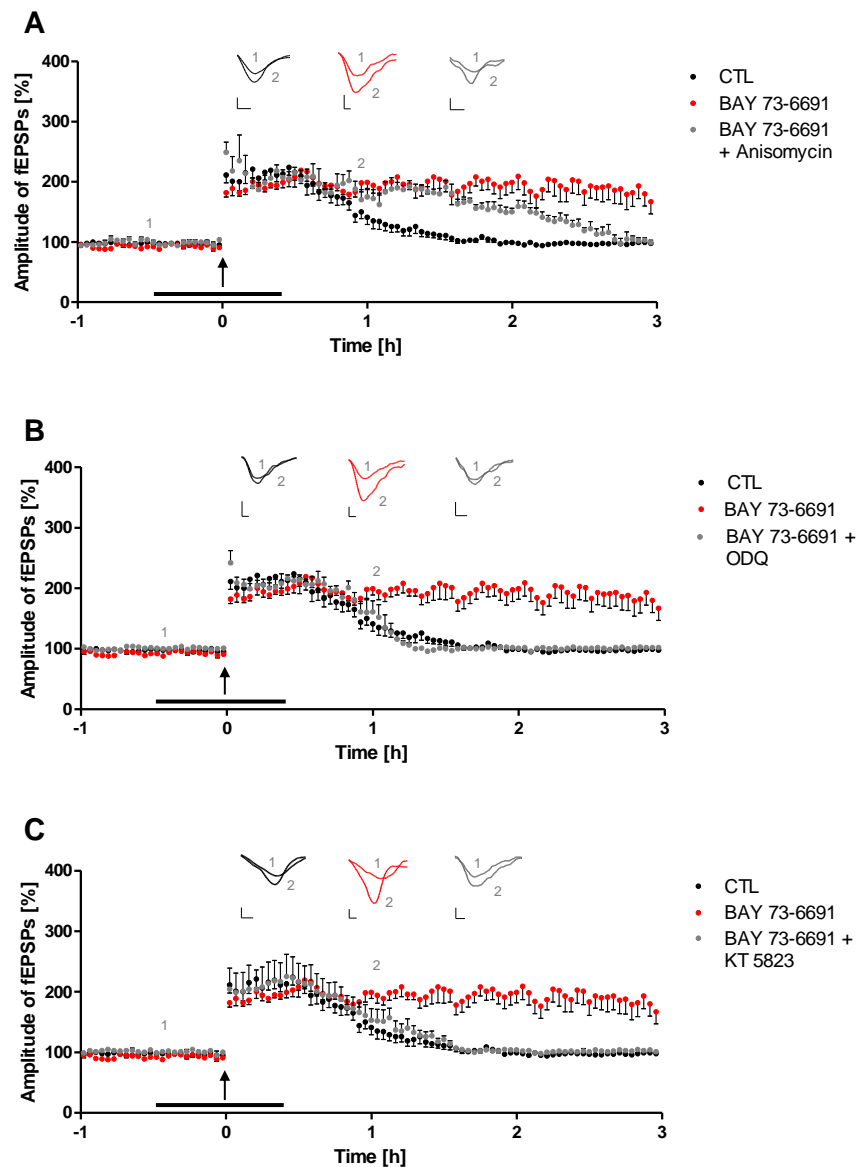 A
Amplitude of fEPSPs [%]
400
300
200
100
0
-1
0
1
2
3
Time [h]
1
2
1
2
1
2
1
2
CTL
BAY 73-6691
BAY 73-6691
+ Anisomycin
B
Amplitude of fEPSPs [%]
400
300
200
100
0
-1
0
1
2
3
Time [h]
1
2
1
2
1
2
1
2
CTL
BAY 73-6691
BAY 73-6691 +
ODQ
C
Amplitude of fEPSPs [%]
400
300
200
100
0
-1
0
1
2
3
Time [h]
1
2
1
2
1
2
1
2
CTL
BAY 73-6691
BAY 73-6691 +
KT 5823